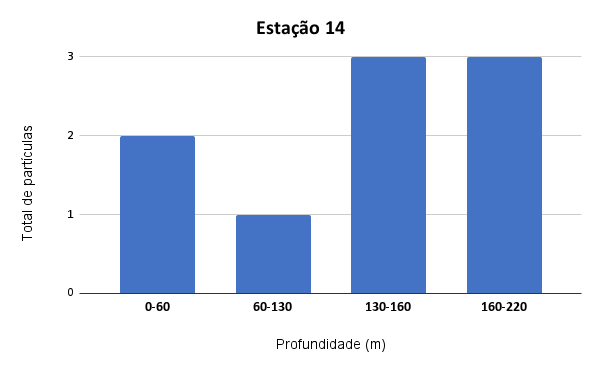 Estação 14
Total de partículas
3
2
1
0
0-60
60-130
130-160
160-220
Profundidade (m)